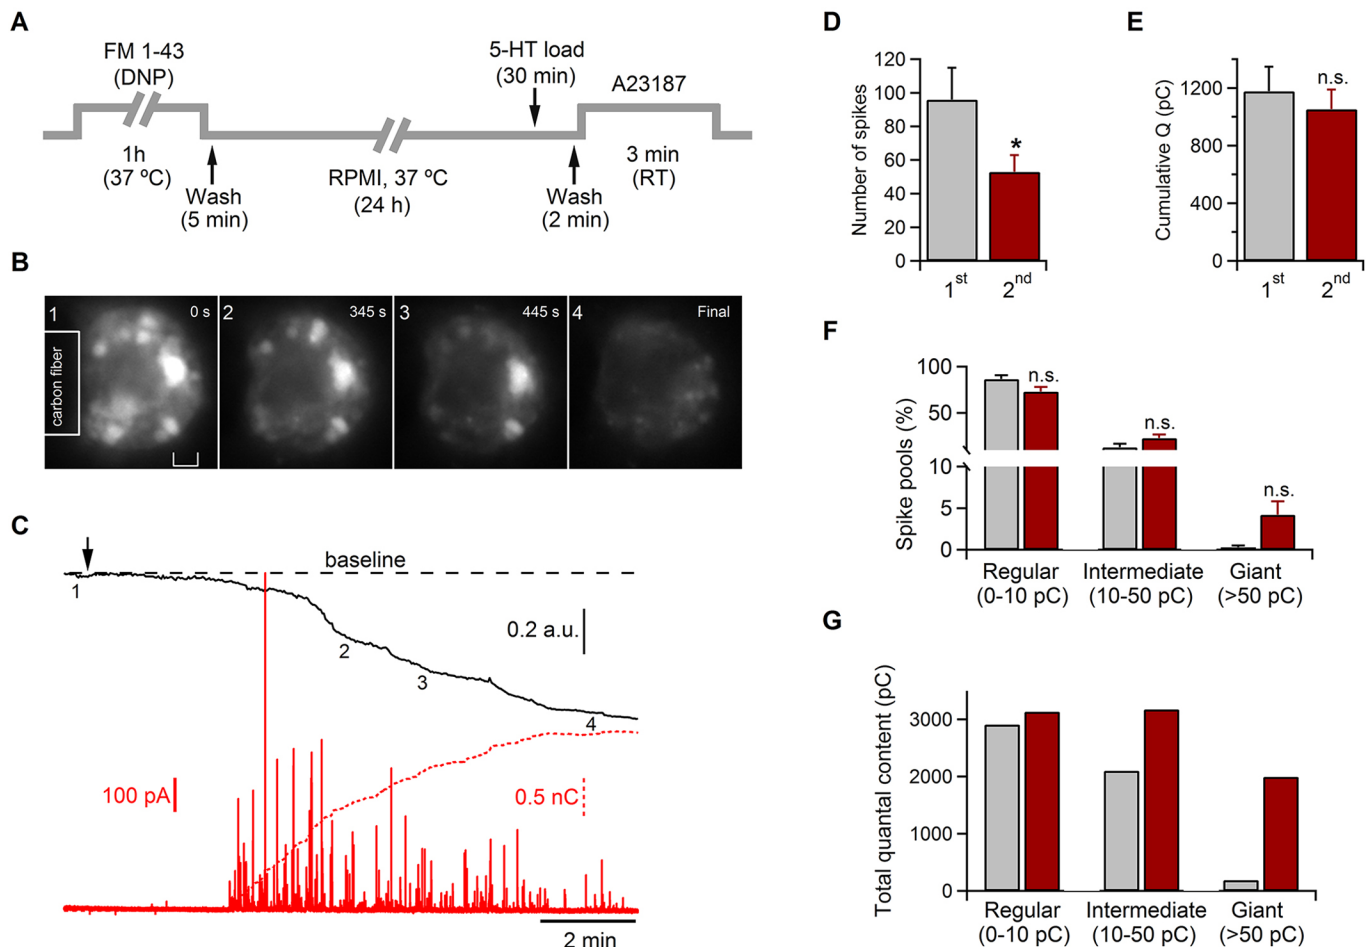 A
FM 1-43
(DNP)
5-HT load
(30 min)
A23187
1h
(37 ºC)
Wash
(5 min)
RPMI, 37 ºC
(24 h)
Wash
(2 min)
3 min
(RT)
B
1
0 s
carbon fiber
2
345 s
3
445 s
4
Final
C
baseline
1
0.2 a.u.
2
3
4
100 pA
0.5 nC
2 min
D
Number of spikes
120
100
80
60
40
20
0
*
1st
2nd
E
Cumulative Q (pC)
1200
800
400
0
n.s.
1st
2nd
F
Spike pools (%)
100
50
10
5
0
n.s.
n.s.
n.s.
Regular
(0-10 pC)
Intermediate
(10-50 pC)
Giant
(>50 pC)
G
Total quantal content (pC)
3000
2000
1000
0
Regular
(0-10 pC)
Intermediate
(10-50 pC)
Giant
(>50 pC)